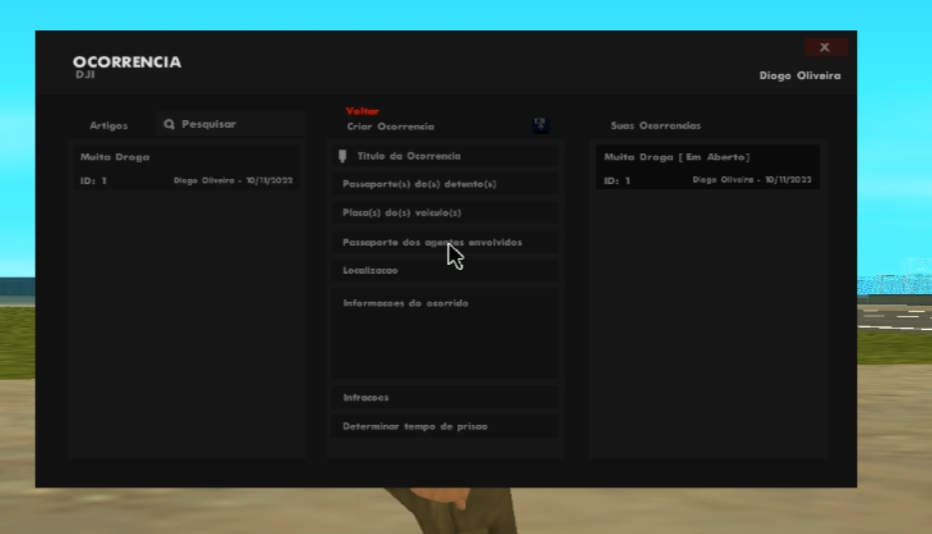 OCORRENCIA
DJI
X
Diogo Oliveira
Artigos
Pesquisar
Muita Droga
ID: 1
Diogo Oliveira - 10/11/2022
Voltar
Criar Ocorrencia
Titulo da Ocorrencia
Passaporte(s) do(s) detento(s)
Placa(s) do(s) veiculo(s)
Passaporte dos agentes envolvidos
Localizacao
Informacoes do ocorrido
Infracoes
Determinar tempo de prisao
Suas Ocorrencias
Muita Droga [ Em Aberto]
ID: 1
Diogo Oliveira - 10/11/2022